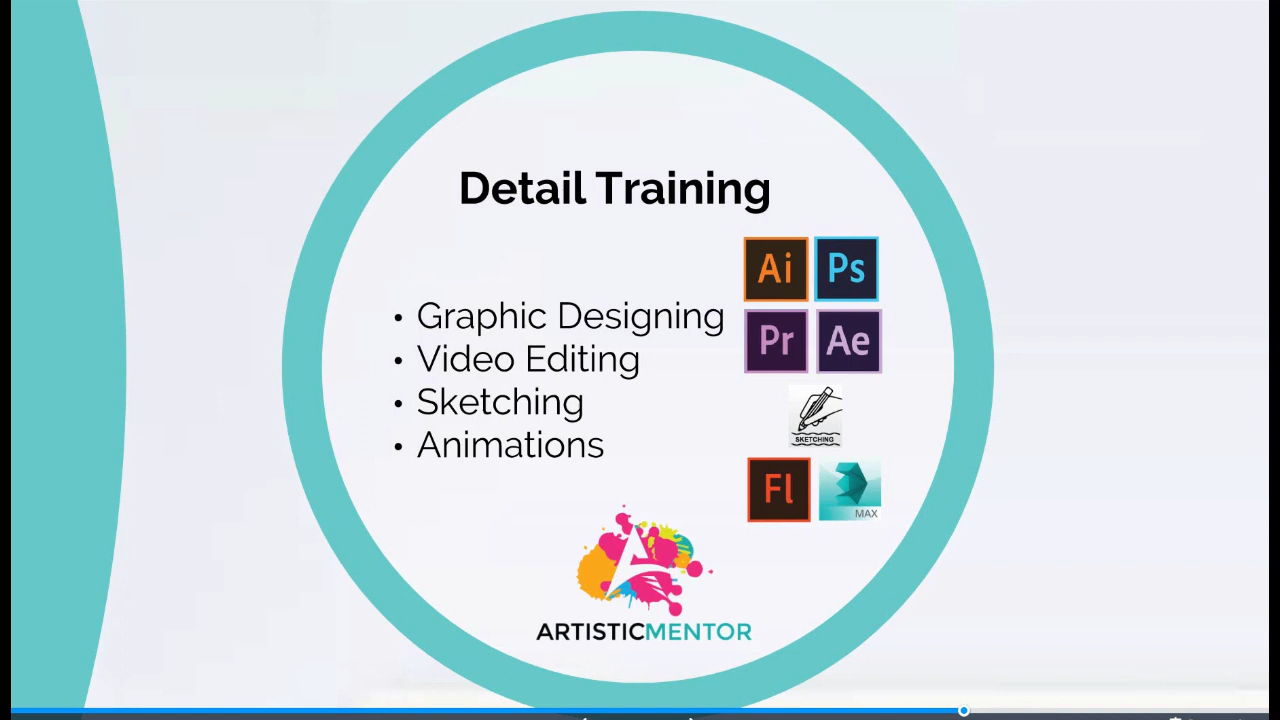 Detail Training
Ai Ps
• Graphic Designing
Pr Ae
• Video Editing
• Sketching
SKETCHING
• Animations
Fl
MAX
ARTISTICMENTOR